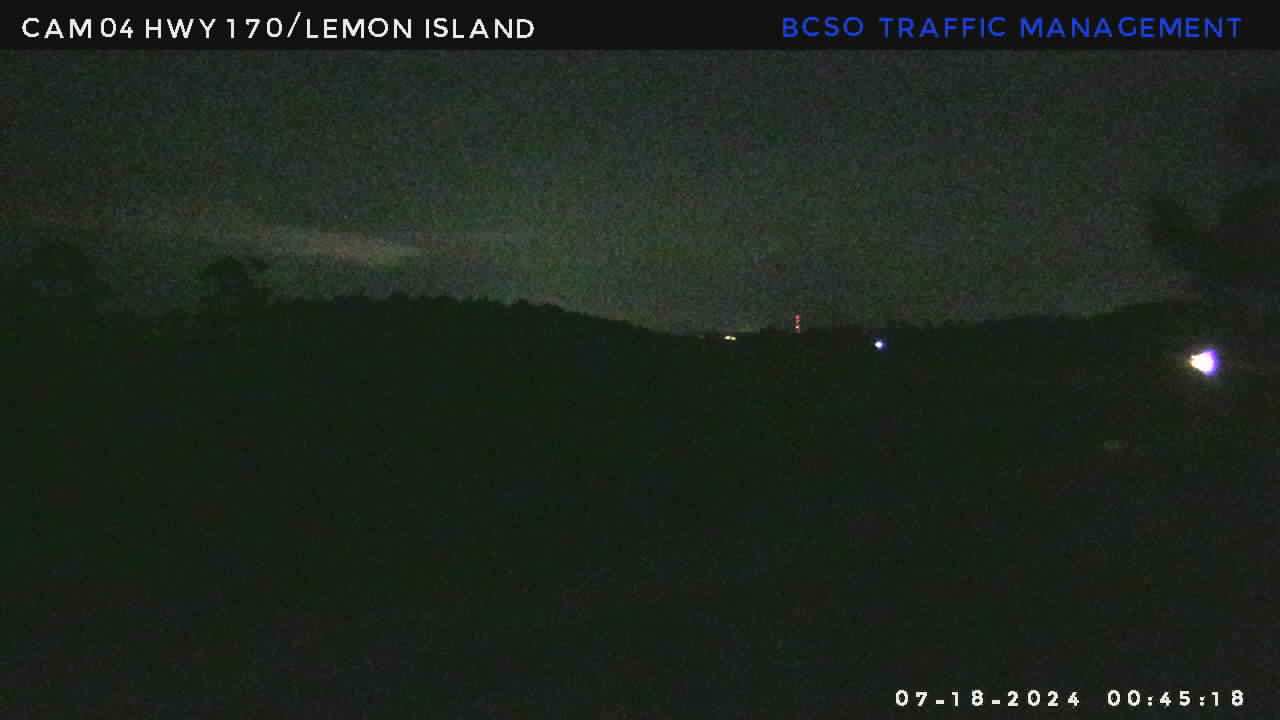 CAM04 HWY 170/LEMON ISLAND
BCSO TRAFFIC MANAGEMENT
07-18-2024 00:45:18